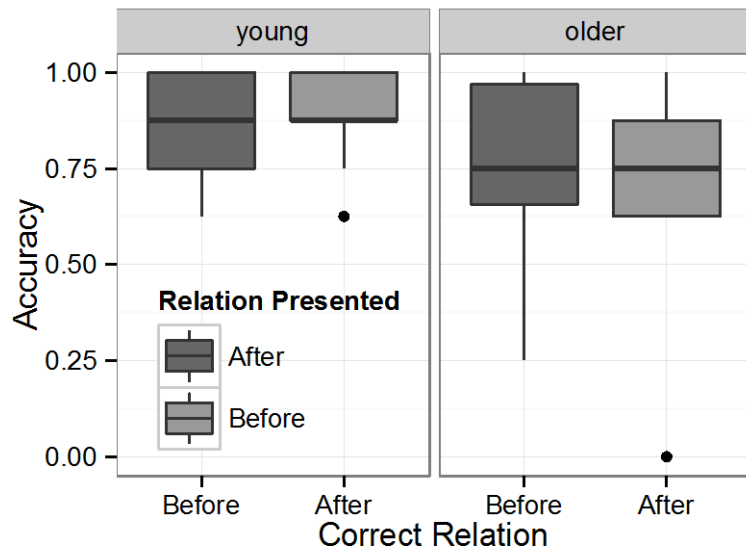 young
older
1.00
0.75
0.50
0.25
0.00
Accuracy
Relation Presented
After
Before
Before
After
Before
After
Correct Relation